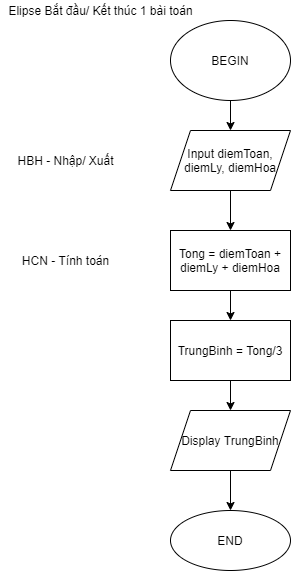 Elipse Bắt đầu/ Kết thúc 1 bài toán
BEGIN
HBH - Nhập/ Xuất
Input diemToan,
diemLy, diemHoa
HCN - Tính toán
Tong = diemToan +
diemLy + diemHoa
TrungBinh = Tong/3
Display TrungBinh
END